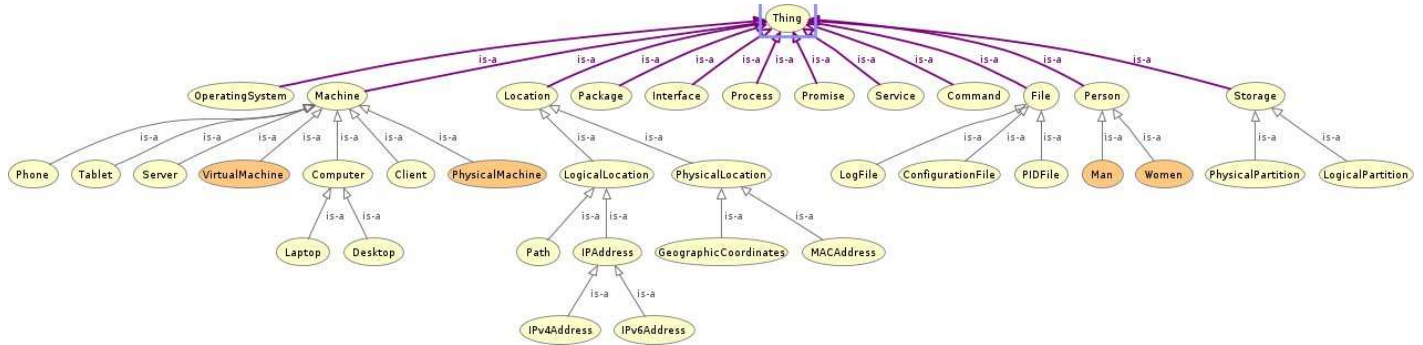 Thing
is-a is-a is-a is-a is-a is-a is-a is-a is-a is-a is-a
OperatingSystem Machine Location Package Interface Process Promise Service Command File Person Storage
is-a is-a is-a is-a is-a is-a is-a is-a is-a is-a is-a is-a is-a is-a is-a is-a
Phone Tablet Server VirtualMachine Computer Client PhysicalMachine LogicalLocation PhysicalLocation LogFile ConfigurationFile PIDFile Man Women PhysicalPartition LogicalPartition
is-a is-a is-a is-a is-a is-a
Laptop Desktop Path IPAddress GeographicCoordinates MACAddress
is-a is-a
IPv4Address IPv6Address